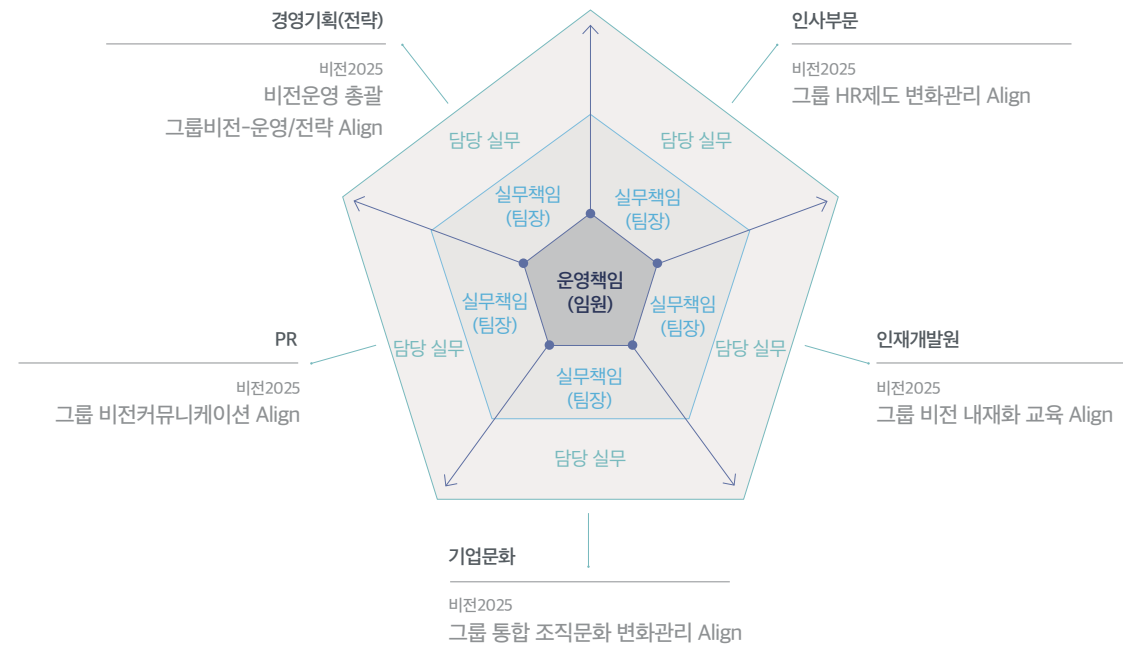 경영기획(전략)
비전2025
비전운영 총괄
그룹비전-운영/전략 Align
인사부문
비전2025
그룹 HR제도 변화관리 Align
담당 실무
담당 실무
실무책임
(팀장)
실무책임
(팀장)
운영책임
(임원)
실무책임
(팀장)
실무책임
(팀장)
담당 실무
담당 실무
실무책임
(팀장)
담당 실무
PR
비전2025
그룹 비전커뮤니케이션 Align
인재개발원
비전2025
그룹 비전 내재화 교육 Align
기업문화
비전2025
그룹 통합 조직문화 변화관리 Align